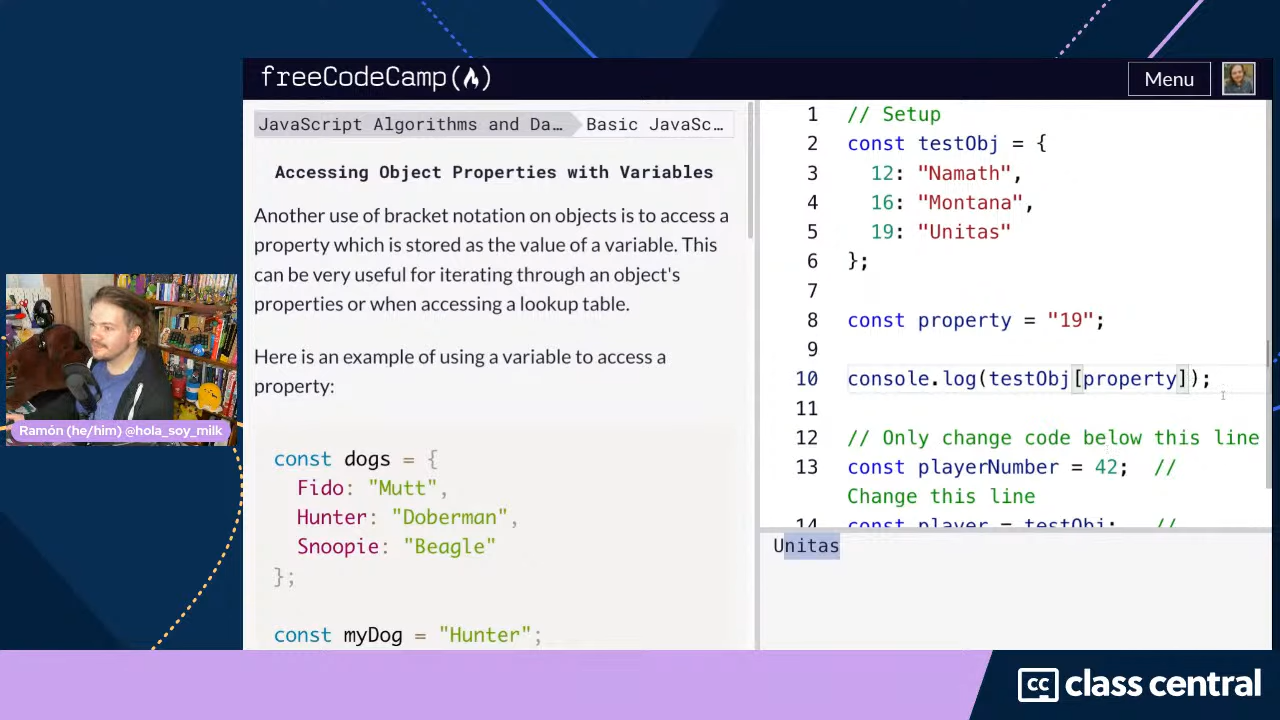 freeCodeCamp(🔥)
Menu
JavaScript Algorithms and Da…
Basic JavaSc…
Accessing Object Properties with Variables
Another use of bracket notation on objects is to access a
property which is stored as the value of a variable. This
can be very useful for iterating through an object's
properties or when accessing a lookup table.
Here is an example of using a variable to access a
property:
const dogs = {
Fido: "Mutt",
Hunter: "Doberman",
Snoopie: "Beagle"
};
const myDog = "Hunter";
1 // Setup
2 const testObj = {
3 12: "Namath",
4 16: "Montana",
5 19: "Unitas"
6 };
7
8 const property = "19";
9
10 console.log(testObj[property]);
11
12 // Only change code below this line
13 const playerNumber = 42; //
Change this line
14 const player = testObj; //
Unitas
Ramón (he/him) @hola_soy_milk
cc class central